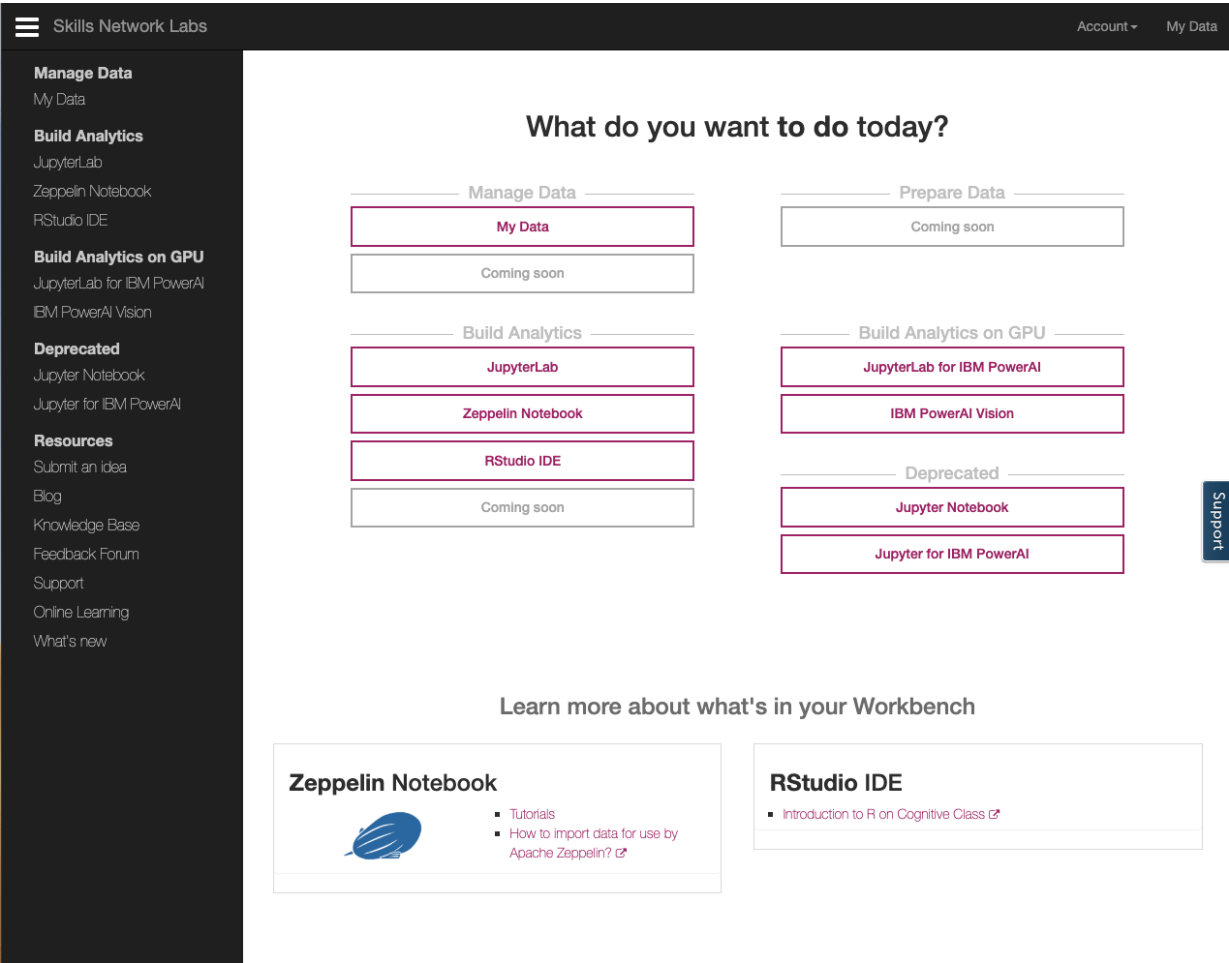 Skills Network Labs
Account
My Data
Manage Data
My Data
Build Analytics
JupyterLab
Zeppelin Notebook
RStudio IDE
Build Analytics on GPU
JupyterLab for IBM PowerAI
IBM PowerAI Vision
Deprecated
Jupyter Notebook
Jupyter for IBM PowerAI
Resources
Submit an idea
Blog
Knowledge Base
Feedback Forum
Support
Online Learning
What's new
What do you want to do today?
Manage Data
My Data
Coming soon
Prepare Data
Coming soon
Build Analytics
JupyterLab
Zeppelin Notebook
RStudio IDE
Coming soon
Build Analytics on GPU
JupyterLab for IBM PowerAI
IBM PowerAI Vision
Deprecated
Jupyter Notebook
Jupyter for IBM PowerAI
Support
Learn more about what's in your Workbench
Zeppelin Notebook
Tutorials
How to import data for use by
Apache Zeppelin?
RStudio IDE
Introduction to R on Cognitive Class